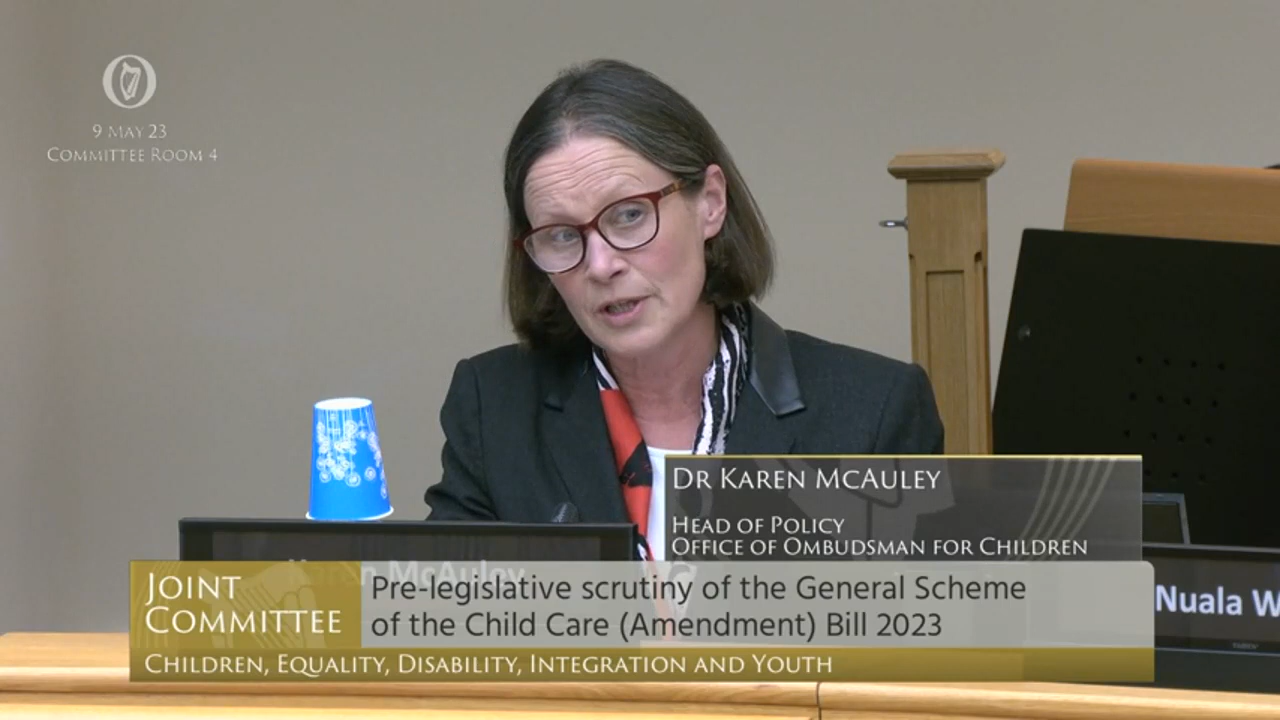 9 MAY 23
COMMITTEE ROOM 4
DR KAREN MCAULEY
HEAD OF POLICY
OFFICE OF OMBUDSMAN FOR CHILDREN
Karen McAuley
JOINT
COMMITTEE
Pre-legislative scrutiny of the General Scheme
of the Child Care (Amendment) Bill 2023
CHILDREN, EQUALITY, DISABILITY, INTEGRATION AND YOUTH
Nuala W